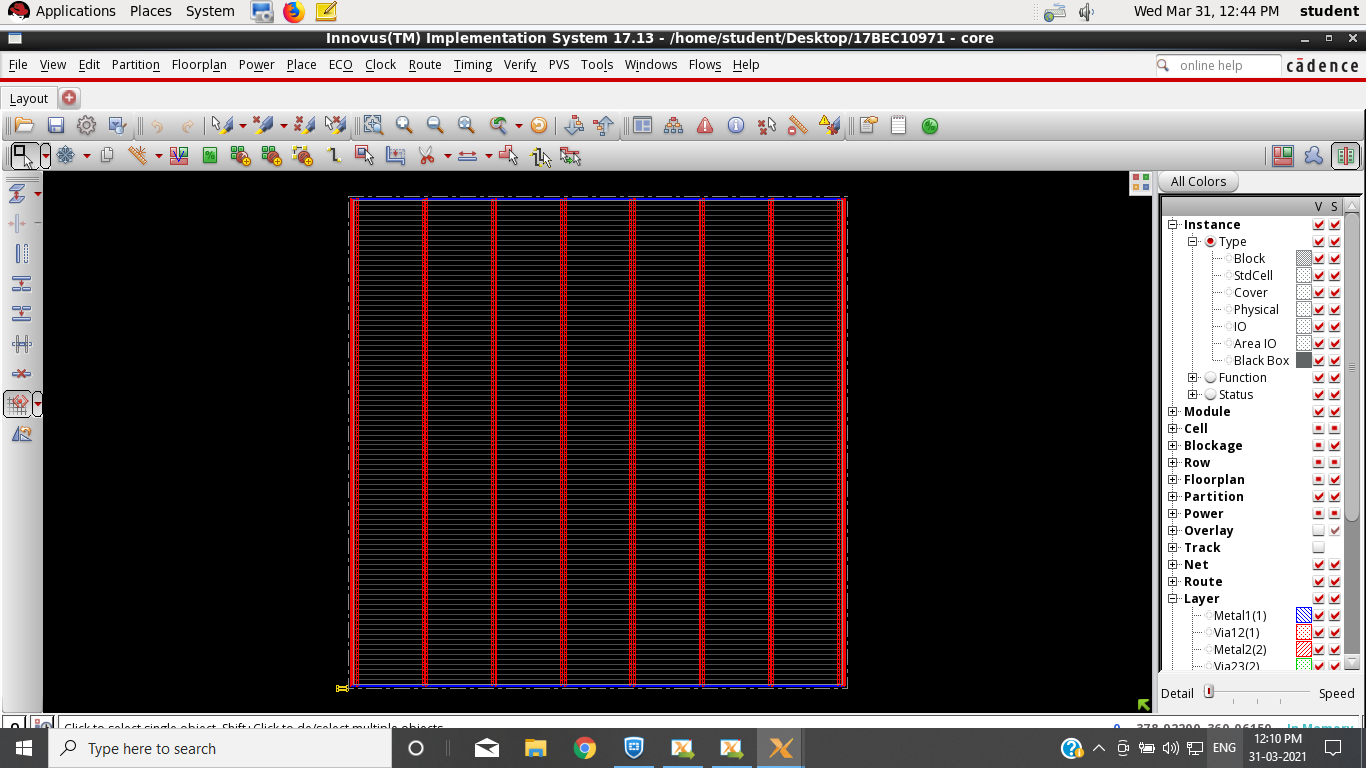 Applications Places System Wed Mar 31, 12:44 PM student
Innovus(TM) Implementation System 17.13 - /home/student/Desktop/17BEC10971 - core
File View Edit Partition Floorplan Power Place ECO Clock Route Timing Verify PVS Tools Windows Flows Help online help cādence
Layout
All Colors
V S
Instance
Type
Block
StdCell
Cover
Physical
IO
Area IO
Black Box
Function
Status
Module
Cell
Blockage
Row
Floorplan
Partition
Power
Overlay
Track
Net
Route
Layer
Metal1(1)
Via12(1)
Metal2(2)
Via23(2)
Detail Speed
Click to select single object. Shift+Click to de/select multiple objects.
In Memory
Type here to search ENG 12:10 PM
31-03-2021